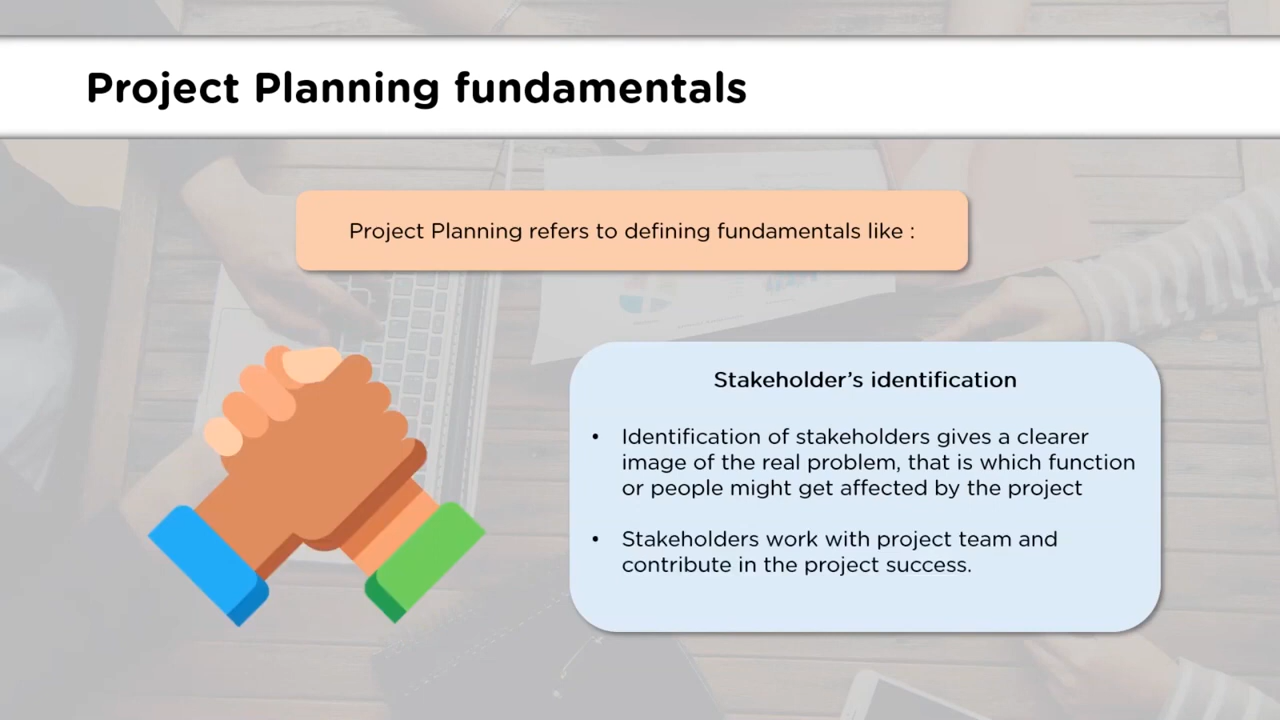 Project Planning fundamentals
Project Planning refers to defining fundamentals like :
Stakeholder’s identification
• Identification of stakeholders gives a clearer
image of the real problem, that is which function
or people might get affected by the project
• Stakeholders work with project team and
contribute in the project success.